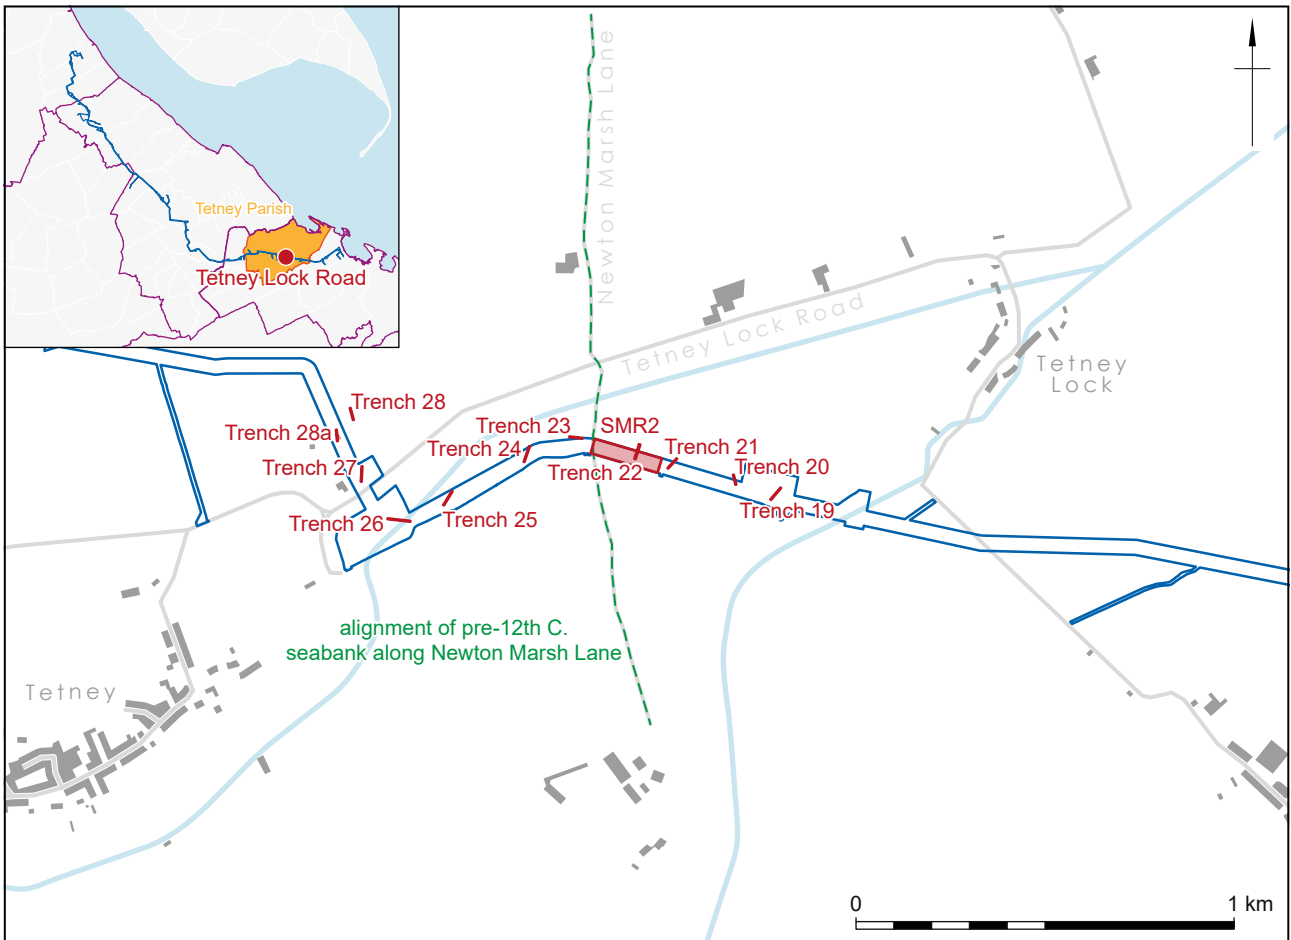 Newton Marsh Lane
Tetney Parish
Tetney Lock Road
Tetney Lock Road
Tetney
Lock
Trench 28
Trench 28a
Trench 23
SMR2
Trench 24
Trench 21
Trench 27
Trench 22
Trench 20
Trench 19
Trench 26
Trench 25
alignment of pre-12th C.
seabank along Newton Marsh Lane
Tetney
0
1 km